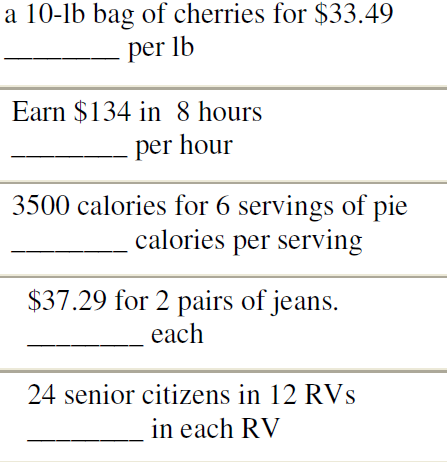 a 10-lb bag of cherries for $33.49
________ per lb
Earn $134 in 8 hours
________ per hour
3500 calories for 6 servings of pie
________ calories per serving
$37.29 for 2 pairs of jeans.
________ each
24 senior citizens in 12 RVs
________ in each RV